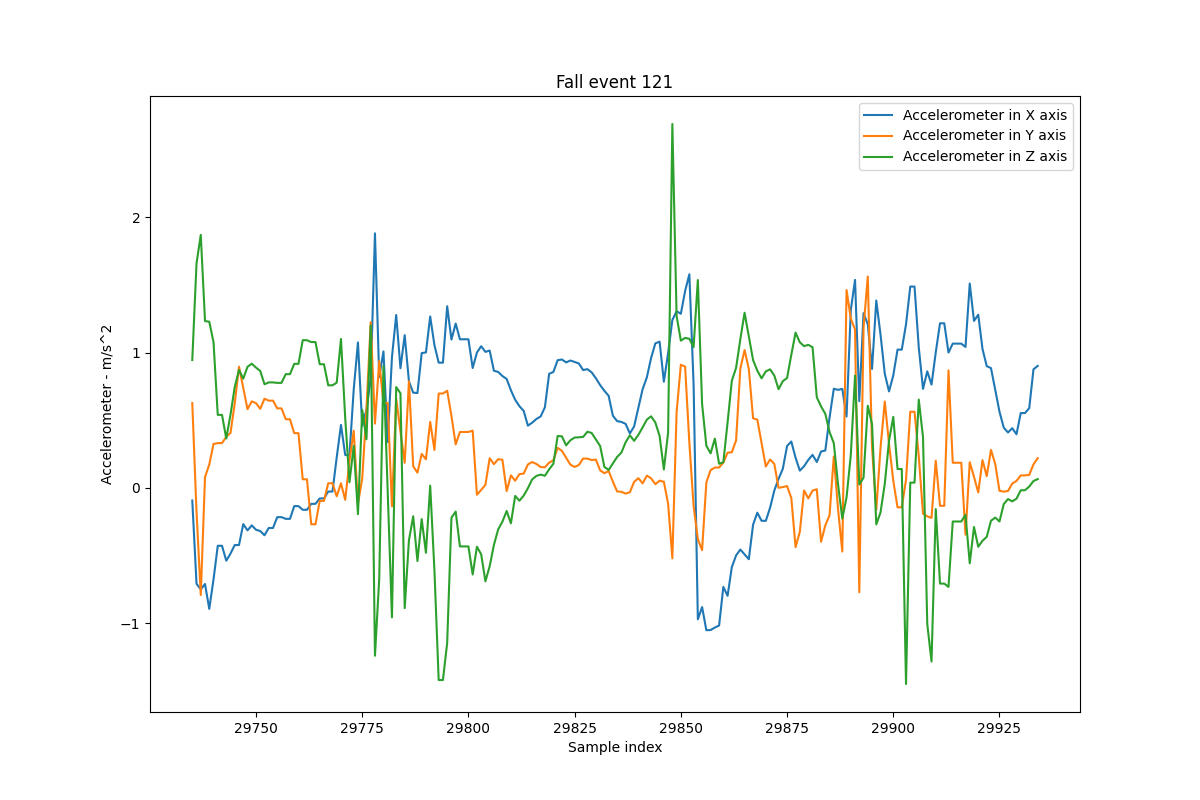 Fall event 121
Accelerometer in X axis
Accelerometer in Y axis
Accelerometer in Z axis
Accelerometer - m/s^2
2
1
0
−1
29750 29775 29800 29825 29850 29875 29900 29925
Sample index